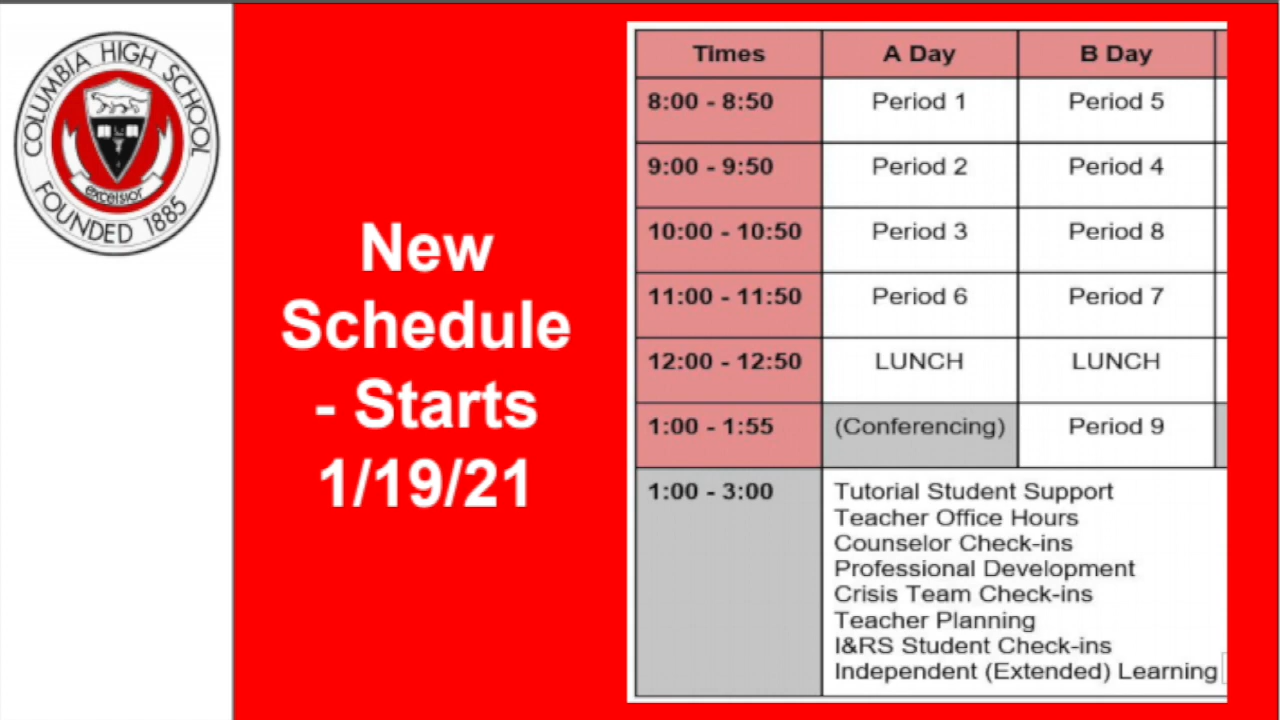 COLUMBIA HIGH SCHOOL
excelsior
FOUNDED 1885
New
Schedule
- Starts
1/19/21
TImes A Day B Day
8:00 - 8:50 Period 1 Period 5
9:00 - 9:50 Period 2 Period 4
10:00 - 10:50 Period 3 Period 8
11:00 - 11:50 Period 6 Period 7
12:00 - 12:50 LUNCH LUNCH
1:00 - 1:55 (Conferencing) Period 9
1:00 - 3:00 Tutorial Student Support
Teacher Office Hours
Counselor Check-ins
Professional Development
Crisis Team Check-ins
Teacher Planning
I&RS Student Check-ins
Independent (Extended) Learning